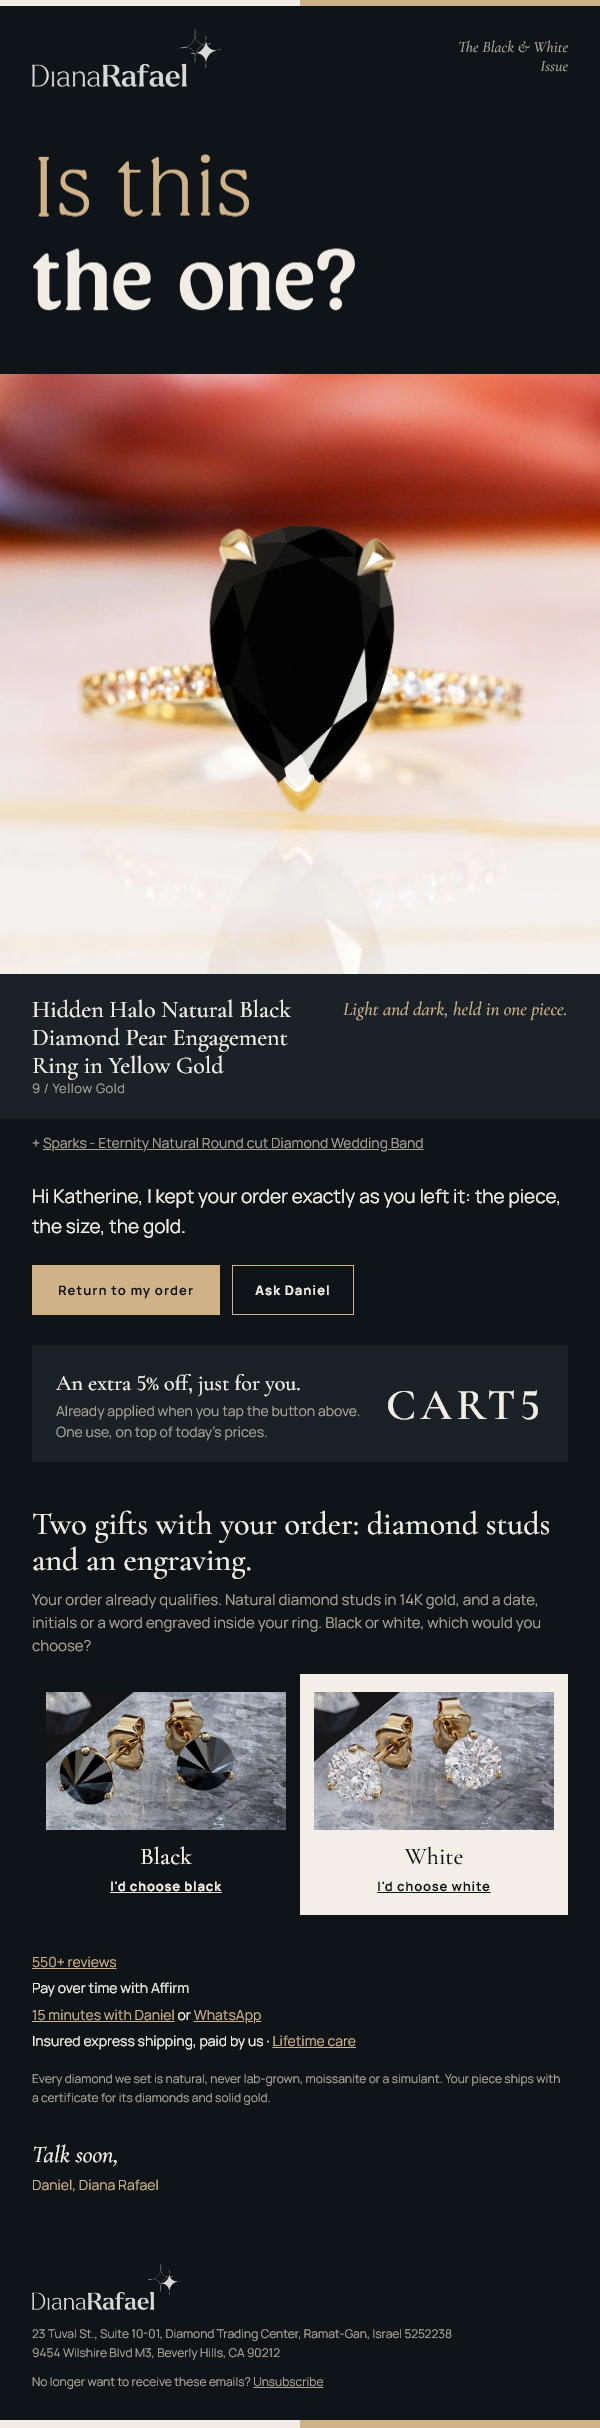 DianaRafael
The Black & White
Issue
Is this
the one?
Hidden Halo Natural Black
Diamond Pear Engagement
Ring in Yellow Gold
9 / Yellow Gold
Light and dark, held in one piece.
+ Sparks - Eternity Natural Round cut Diamond Wedding Band
Hi Katherine, I kept your order exactly as you left it: the piece,
the size, the gold.
Return to my order
Ask Daniel
An extra 5% off, just for you.
Already applied when you tap the button above.
One use, on top of today's prices.
CART5
Two gifts with your order: diamond studs
and an engraving.
Your order already qualifies. Natural diamond studs in 14K gold, and a date,
initials or a word engraved inside your ring. Black or white, which would you
choose?
Black
I'd choose black
White
I'd choose white
550+ reviews
Pay over time with Affirm
15 minutes with Daniel or WhatsApp
Insured express shipping, paid by us · Lifetime care
Every diamond we set is natural, never lab-grown, moissanite or a simulant. Your piece ships with
a certificate for its diamonds and solid gold.
Talk soon,
Daniel, Diana Rafael
DianaRafael
23 Tuval St., Suite 10-01, Diamond Trading Center, Ramat-Gan, Israel 5252238
9454 Wilshire Blvd M3, Beverly Hills, CA 90212
No longer want to receive these emails? Unsubscribe